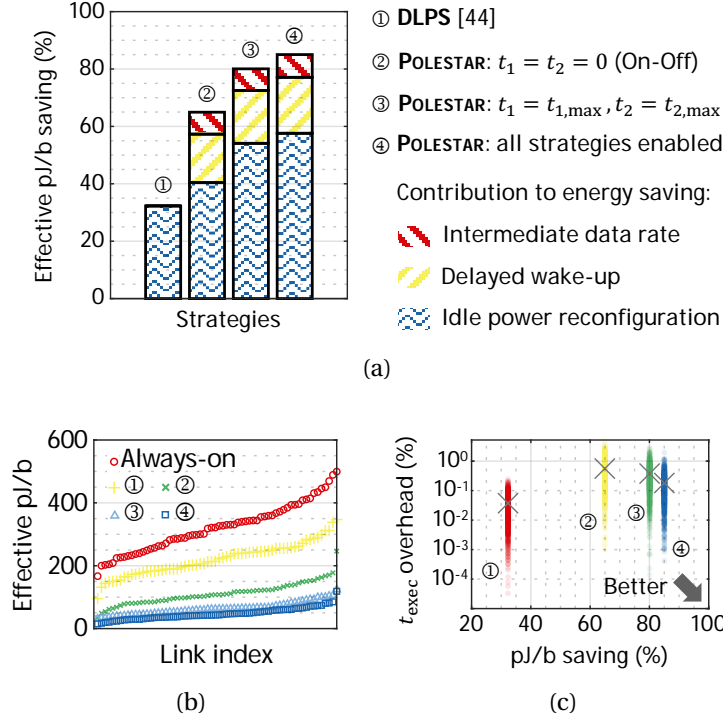 Effective pJ/b saving (%)
100
80
60
40
20
0
①
②
③
④
Strategies
① DLPS [44]
② POLESTAR: t₁ = t₂ = 0 (On-Off)
③ POLESTAR: t₁ = t₁,max, t₂ = t₂,max
④ POLESTAR: all strategies enabled
Contribution to energy saving:
Intermediate data rate
Delayed wake-up
Idle power reconfiguration
(a)
Effective pJ/b
600
400
200
0
Always-on
① ②
③ ④
Link index
(b)
t_exec overhead (%)
10⁰
10⁻¹
10⁻²
10⁻³
10⁻⁴
①
②
③
④
Better
20 40 60 80 100
pJ/b saving (%)
(c)